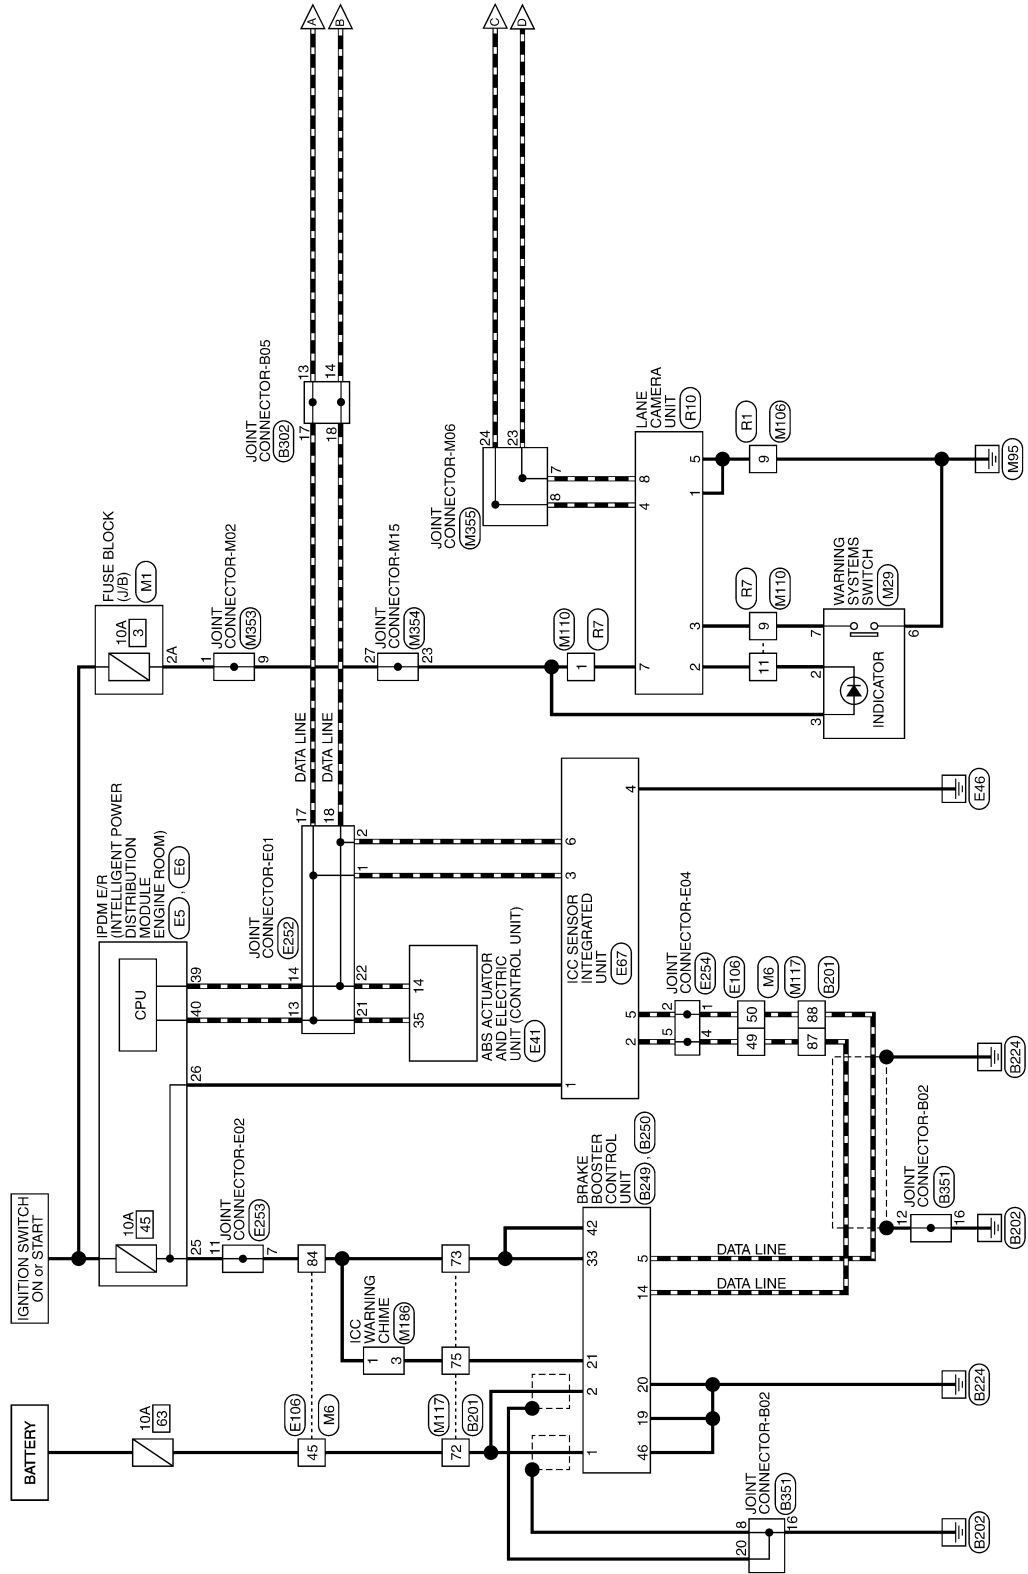 BATTERY
IGNITION SWITCH
ON or START
10A
63
10A
45
CPU
IPDM E/R
(INTELLIGENT POWER
DISTRIBUTION
MODULE
ENGINE ROOM)
E5 , E6
25
26
40
39
11
7
JOINT
CONNECTOR-E02
E253
E106
M6
45
84
ICC
WARNING
CHIME
M186
1
3
M117
B201
72
75
73
BRAKE
BOOSTER
CONTROL
UNIT
B249 , B250
1
2
21
33
42
46
19
20
14
5
DATA LINE
DATA LINE
JOINT
CONNECTOR-B02
B351
20
8
16
B202
B224
JOINT
CONNECTOR-B02
B351
12
16
B202
B224
JOINT
CONNECTOR-E01
E252
13
14
17
18
21
22
1
2
ABS ACTUATOR
AND ELECTRIC
UNIT (CONTROL UNIT)
E41
35
14
ICC SENSOR
INTEGRATED
UNIT
E67
1
3
6
2
5
4
E46
JOINT
CONNECTOR-E04
E254
5
2
4
1
E106
M6
M117
B201
49
50
87
88
DATA LINE
DATA LINE
FUSE BLOCK
(J/B)
M1
10A
3
2A
JOINT
CONNECTOR-M02
M353
1
9
JOINT
CONNECTOR-M15
M354
27
23
M110
R7
1
JOINT
CONNECTOR-B05
B302
17
18
13
14
A
B
C
D
JOINT
CONNECTOR-M06
M355
24
23
8
7
LANE
CAMERA
UNIT
R10
7
4
8
2
3
1
5
R7
M110
11
9
R1
M106
9
WARNING
SYSTEMS
SWITCH
M29
INDICATOR
3
2
7
6
M95